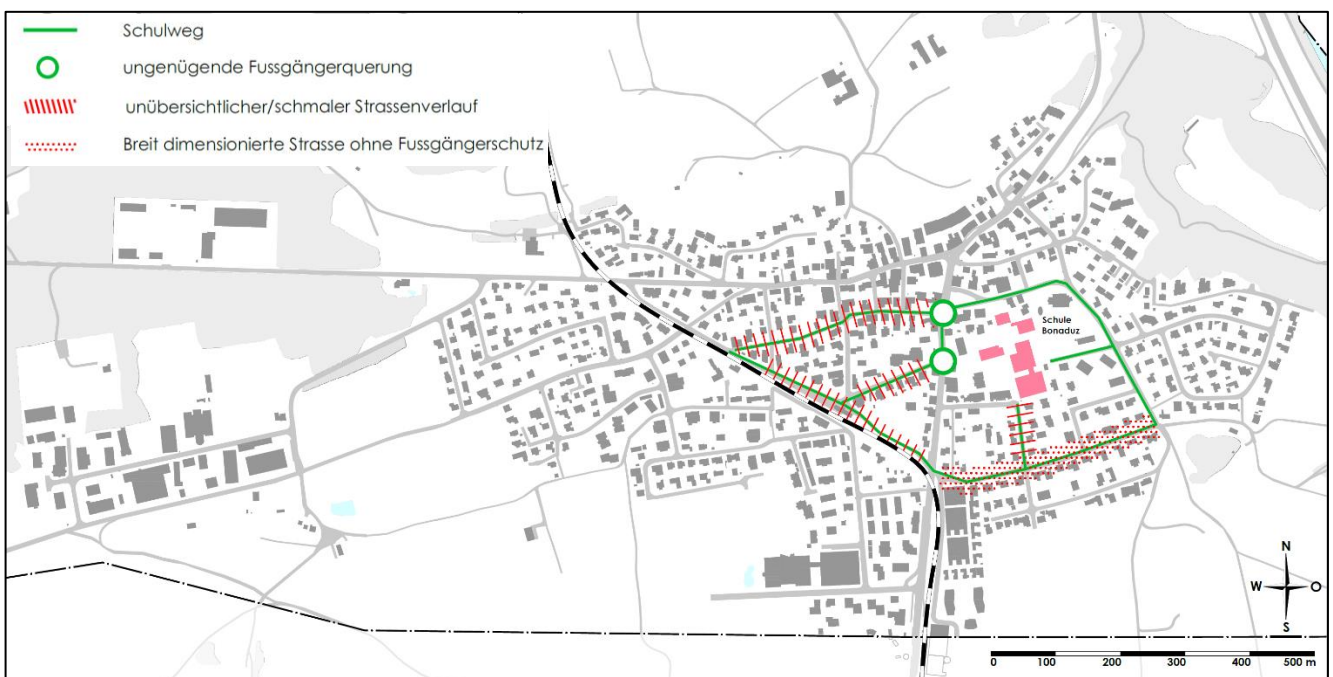 Schulweg
ungenügende Fussgängerquerung
unübersichtlicher/schmaler Strassenverlauf
Breit dimensionierte Strasse ohne Fussgängerschutz
Schule
Bonaduz
N
W O
S
0 100 200 300 400 500 m